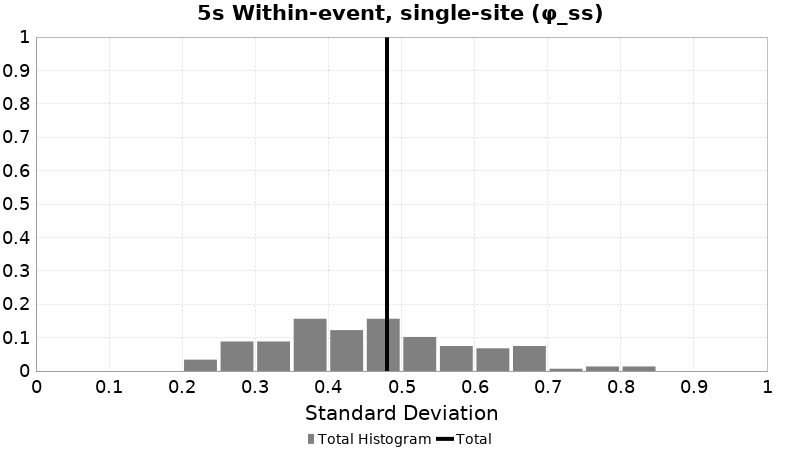 5s Within-event, single-site (φ_ss)
1
0.9
0.8
0.7
0.6
0.5
0.4
0.3
0.2
0.1
0
0 0.1 0.2 0.3 0.4 0.5 0.6 0.7 0.8 0.9 1
Standard Deviation
Total Histogram Total